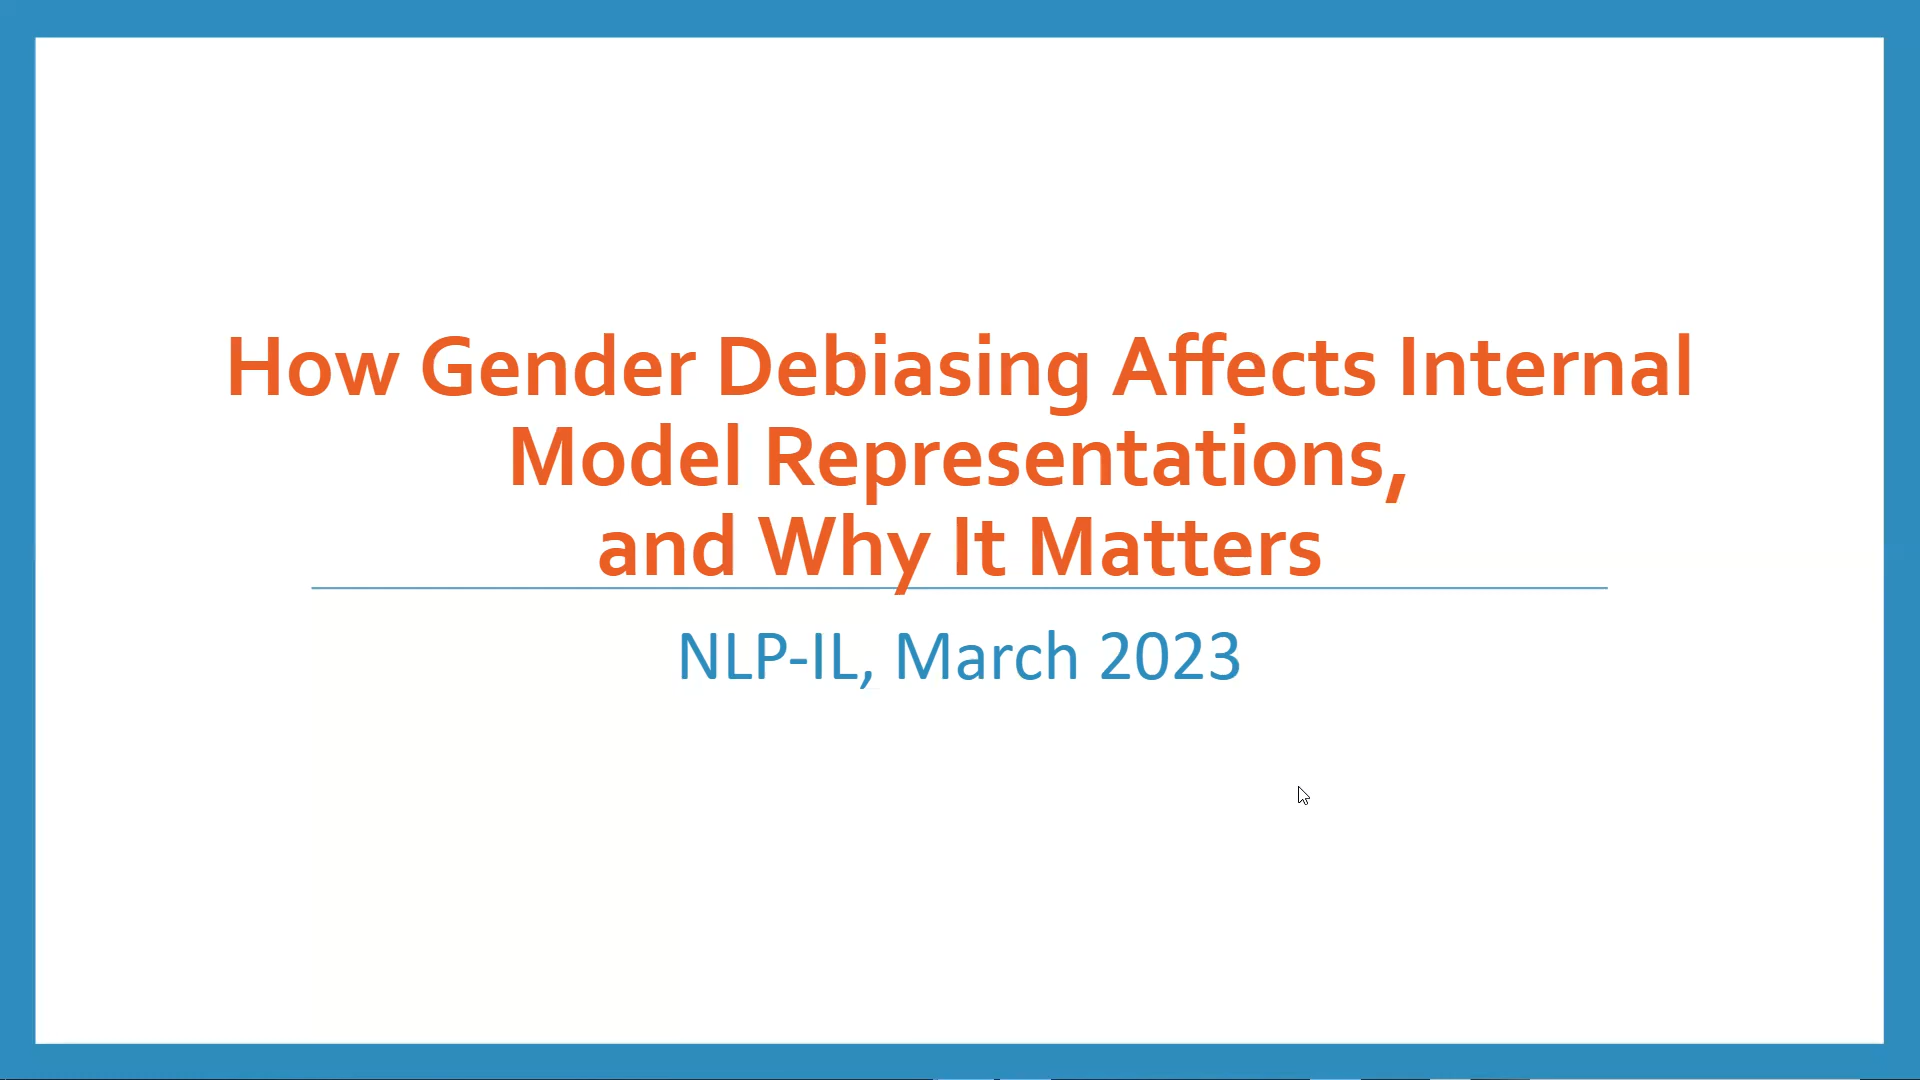 How Gender Debiasing Affects Internal
Model Representations,
and Why It Matters
NLP-IL, March 2023